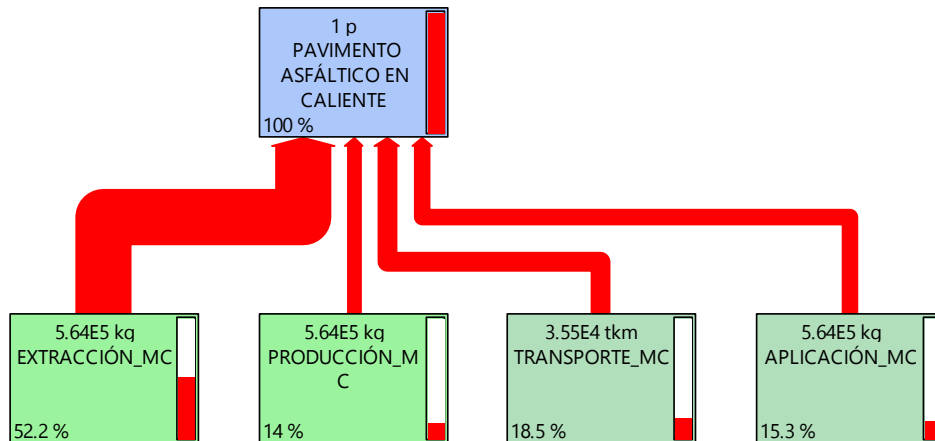 1 p
PAVIMENTO
ASFÁLTICO EN
CALIENTE
100 %
5.64E5 kg
EXTRACCIÓN_MC
52.2 %
5.64E5 kg
PRODUCCIÓN_M
C
14 %
3.55E4 tkm
TRANSPORTE_MC
18.5 %
5.64E5 kg
APLICACIÓN_MC
15.3 %